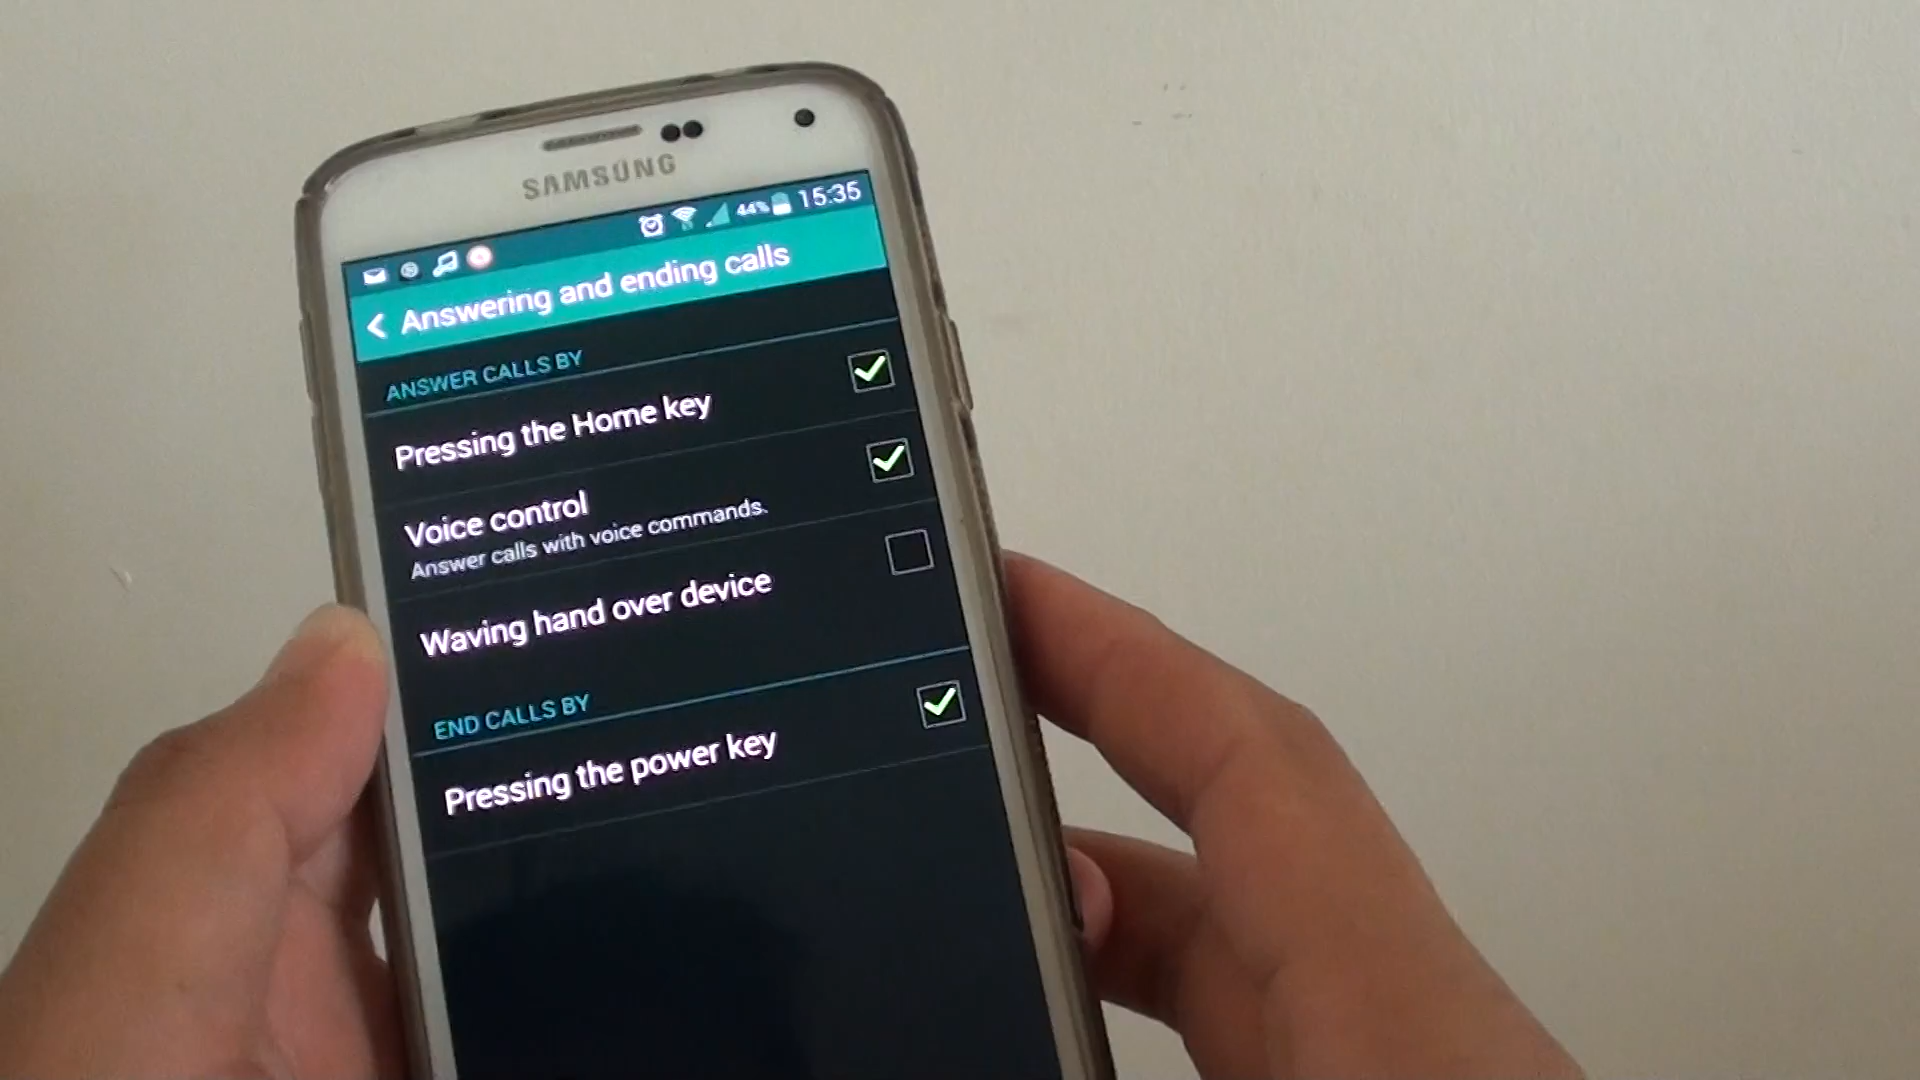 SAMSUNG
44% 15:35
Answering and ending calls
ANSWER CALLS BY
Pressing the Home key
Voice control
Answer calls with voice commands.
Waving hand over device
END CALLS BY
Pressing the power key